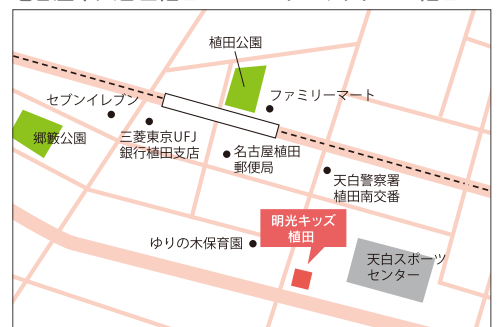 植田公園
セブンイレブン
ファミリーマート
郷籔公園
三菱東京UFJ
銀行植田支店
名古屋植田
郵便局
天白警察署
植田南交番
明光キッズ
植田
ゆりの木保育園
天白スポーツ
センター